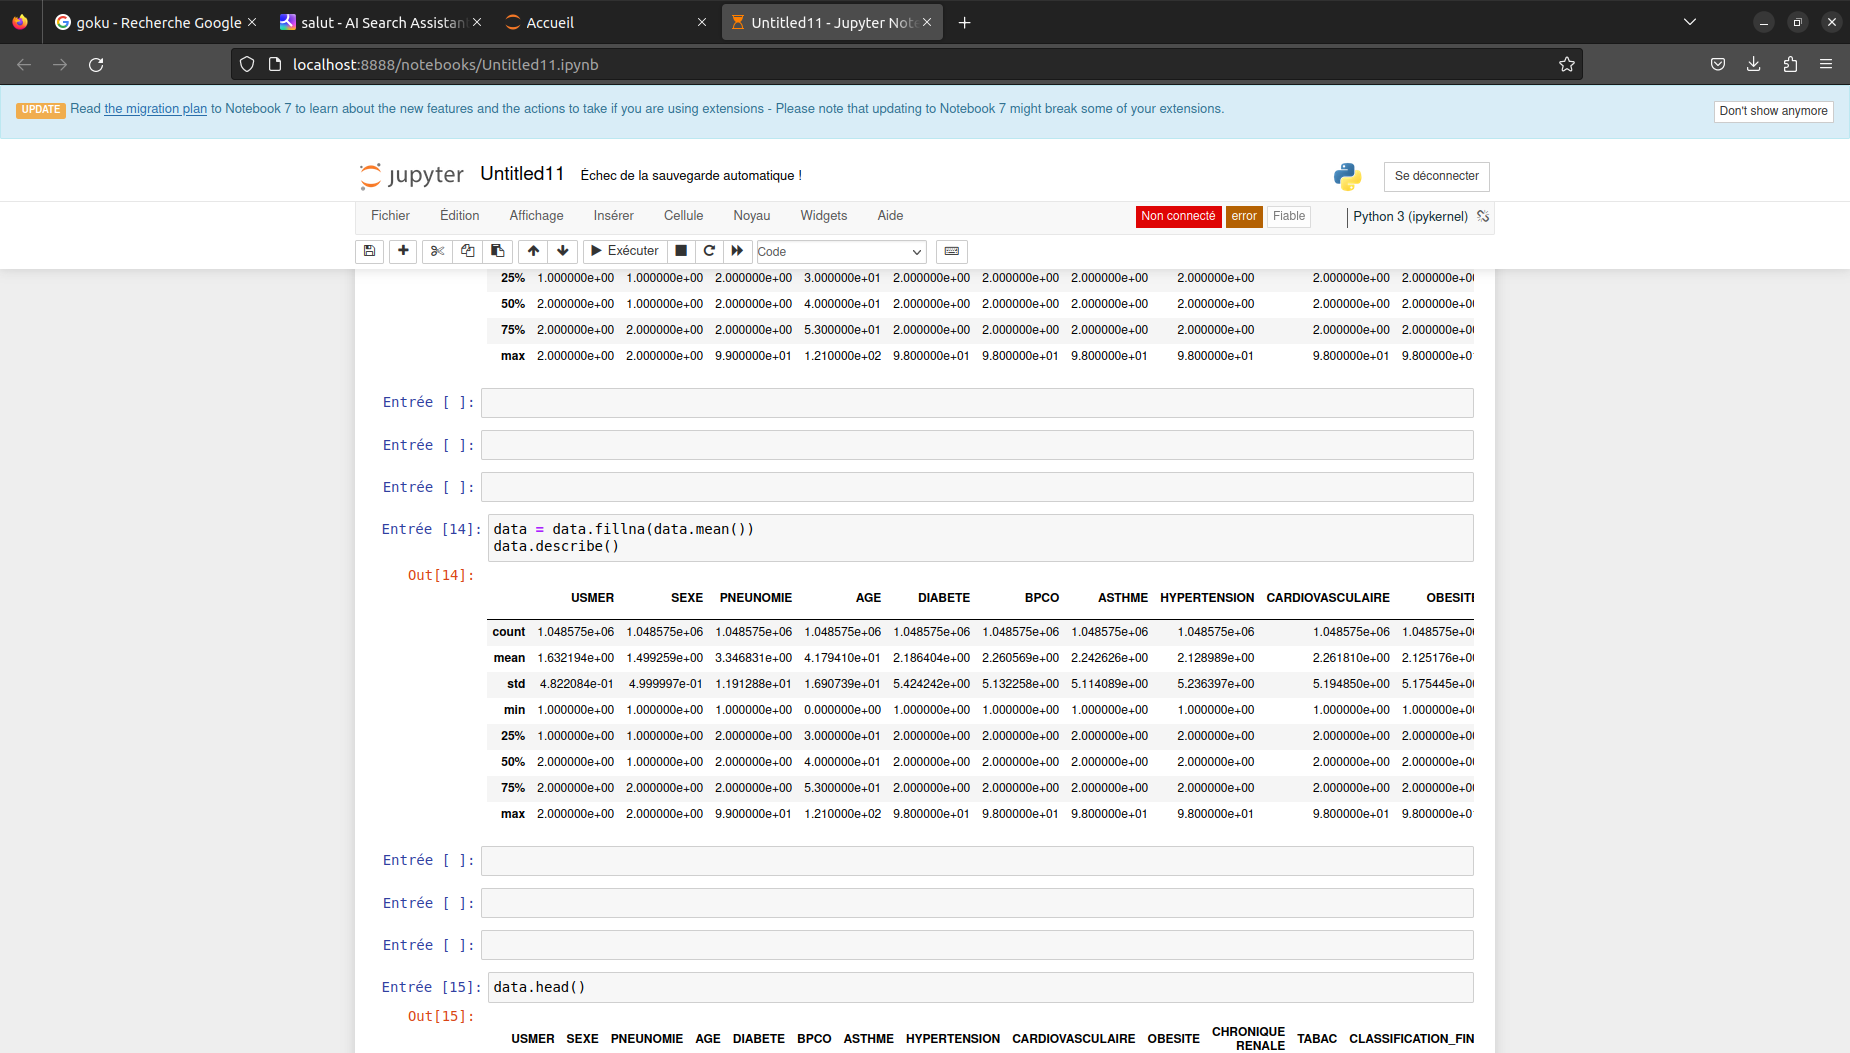 goku - Recherche Google
salut - AI Search Assistan
Accueil
Untitled11 - Jupyter Note
localhost:8888/notebooks/Untitled11.ipynb
UPDATE Read the migration plan to Notebook 7 to learn about the new features and the actions to take if you are using extensions - Please note that updating to Notebook 7 might break some of your extensions.
Don't show anymore
jupyter Untitled11 Échec de la sauvegarde automatique !
Se déconnecter
Fichier Édition Affichage Insérer Cellule Noyau Widgets Aide
Non connecté error Fiable Python 3 (ipykernel)
Exécuter Code
25% 1.000000e+00 1.000000e+00 2.000000e+00 3.000000e+01 2.000000e+00 2.000000e+00 2.000000e+00 2.000000e+00 2.000000e+00 2.000000e+00
50% 2.000000e+00 1.000000e+00 2.000000e+00 4.000000e+01 2.000000e+00 2.000000e+00 2.000000e+00 2.000000e+00 2.000000e+00 2.000000e+00
75% 2.000000e+00 2.000000e+00 2.000000e+00 5.300000e+01 2.000000e+00 2.000000e+00 2.000000e+00 2.000000e+00 2.000000e+00 2.000000e+00
max 2.000000e+00 2.000000e+00 9.900000e+01 1.210000e+02 9.800000e+01 9.800000e+01 9.800000e+01 9.800000e+01 9.800000e+01 9.800000e+0
Entrée [ ]:
Entrée [ ]:
Entrée [ ]:
Entrée [14]: data = data.fillna(data.mean())
data.describe()
Out[14]:
USMER SEXE PNEUNOMIE AGE DIABETE BPCO ASTHME HYPERTENSION CARDIOVASCULAIRE OBESITE
count 1.048575e+06 1.048575e+06 1.048575e+06 1.048575e+06 1.048575e+06 1.048575e+06 1.048575e+06 1.048575e+06 1.048575e+06 1.048575e+0
mean 1.632194e+00 1.499259e+00 3.346831e+00 4.179410e+01 2.186404e+00 2.260569e+00 2.242626e+00 2.128989e+00 2.261810e+00 2.125176e+0
std 4.822084e-01 4.999997e-01 1.191288e+01 1.690739e+01 5.424242e+00 5.132258e+00 5.114089e+00 5.236397e+00 5.194850e+00 5.175445e+0
min 1.000000e+00 1.000000e+00 1.000000e+00 0.000000e+00 1.000000e+00 1.000000e+00 1.000000e+00 1.000000e+00 1.000000e+00 1.000000e+0
25% 1.000000e+00 1.000000e+00 2.000000e+00 3.000000e+01 2.000000e+00 2.000000e+00 2.000000e+00 2.000000e+00 2.000000e+00 2.000000e+0
50% 2.000000e+00 1.000000e+00 2.000000e+00 4.000000e+01 2.000000e+00 2.000000e+00 2.000000e+00 2.000000e+00 2.000000e+00 2.000000e+0
75% 2.000000e+00 2.000000e+00 2.000000e+00 5.300000e+01 2.000000e+00 2.000000e+00 2.000000e+00 2.000000e+00 2.000000e+00 2.000000e+0
max 2.000000e+00 2.000000e+00 9.900000e+01 1.210000e+02 9.800000e+01 9.800000e+01 9.800000e+01 9.800000e+01 9.800000e+01 9.800000e+0
Entrée [ ]:
Entrée [ ]:
Entrée [ ]:
Entrée [15]: data.head()
Out[15]:
USMER SEXE PNEUNOMIE AGE DIABETE BPCO ASTHME HYPERTENSION CARDIOVASCULAIRE OBESITE CHRONIQUE RENALE TABAC CLASSIFICATION_FIN